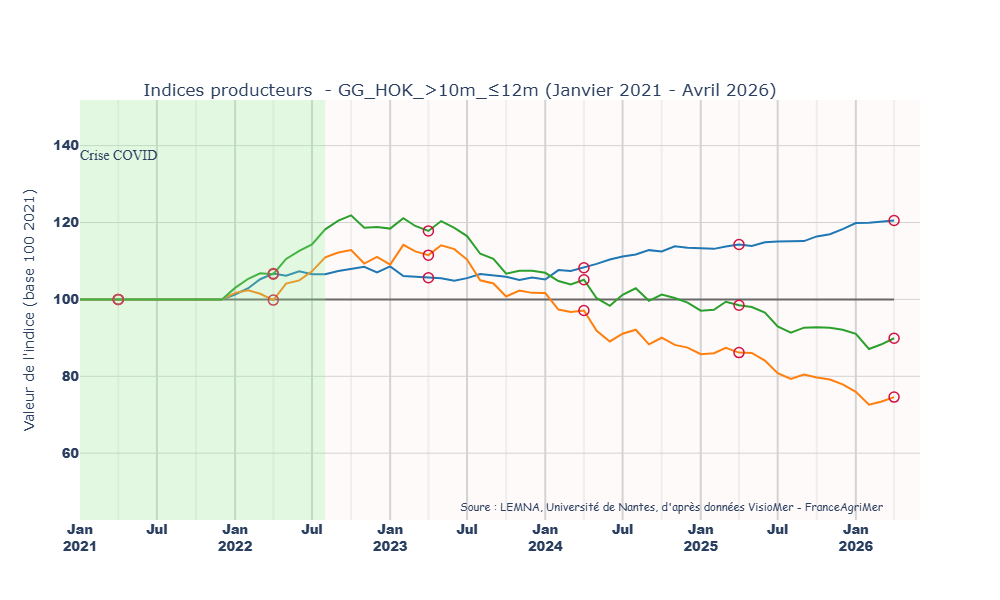 Indices producteurs  - GG_HOK_>10m_≤12m (Janvier 2021 - Avril 2026)
Valeur de l'indice (base 100 2021)
140
Crise COVID
120
100
80
60
Soure : LEMNA, Université de Nantes, d'après données VisioMer - FranceAgriMer
Jan Jul Jan Jul Jan Jul Jan Jul Jan Jul Jan
2021 2022 2023 2024 2025 2026